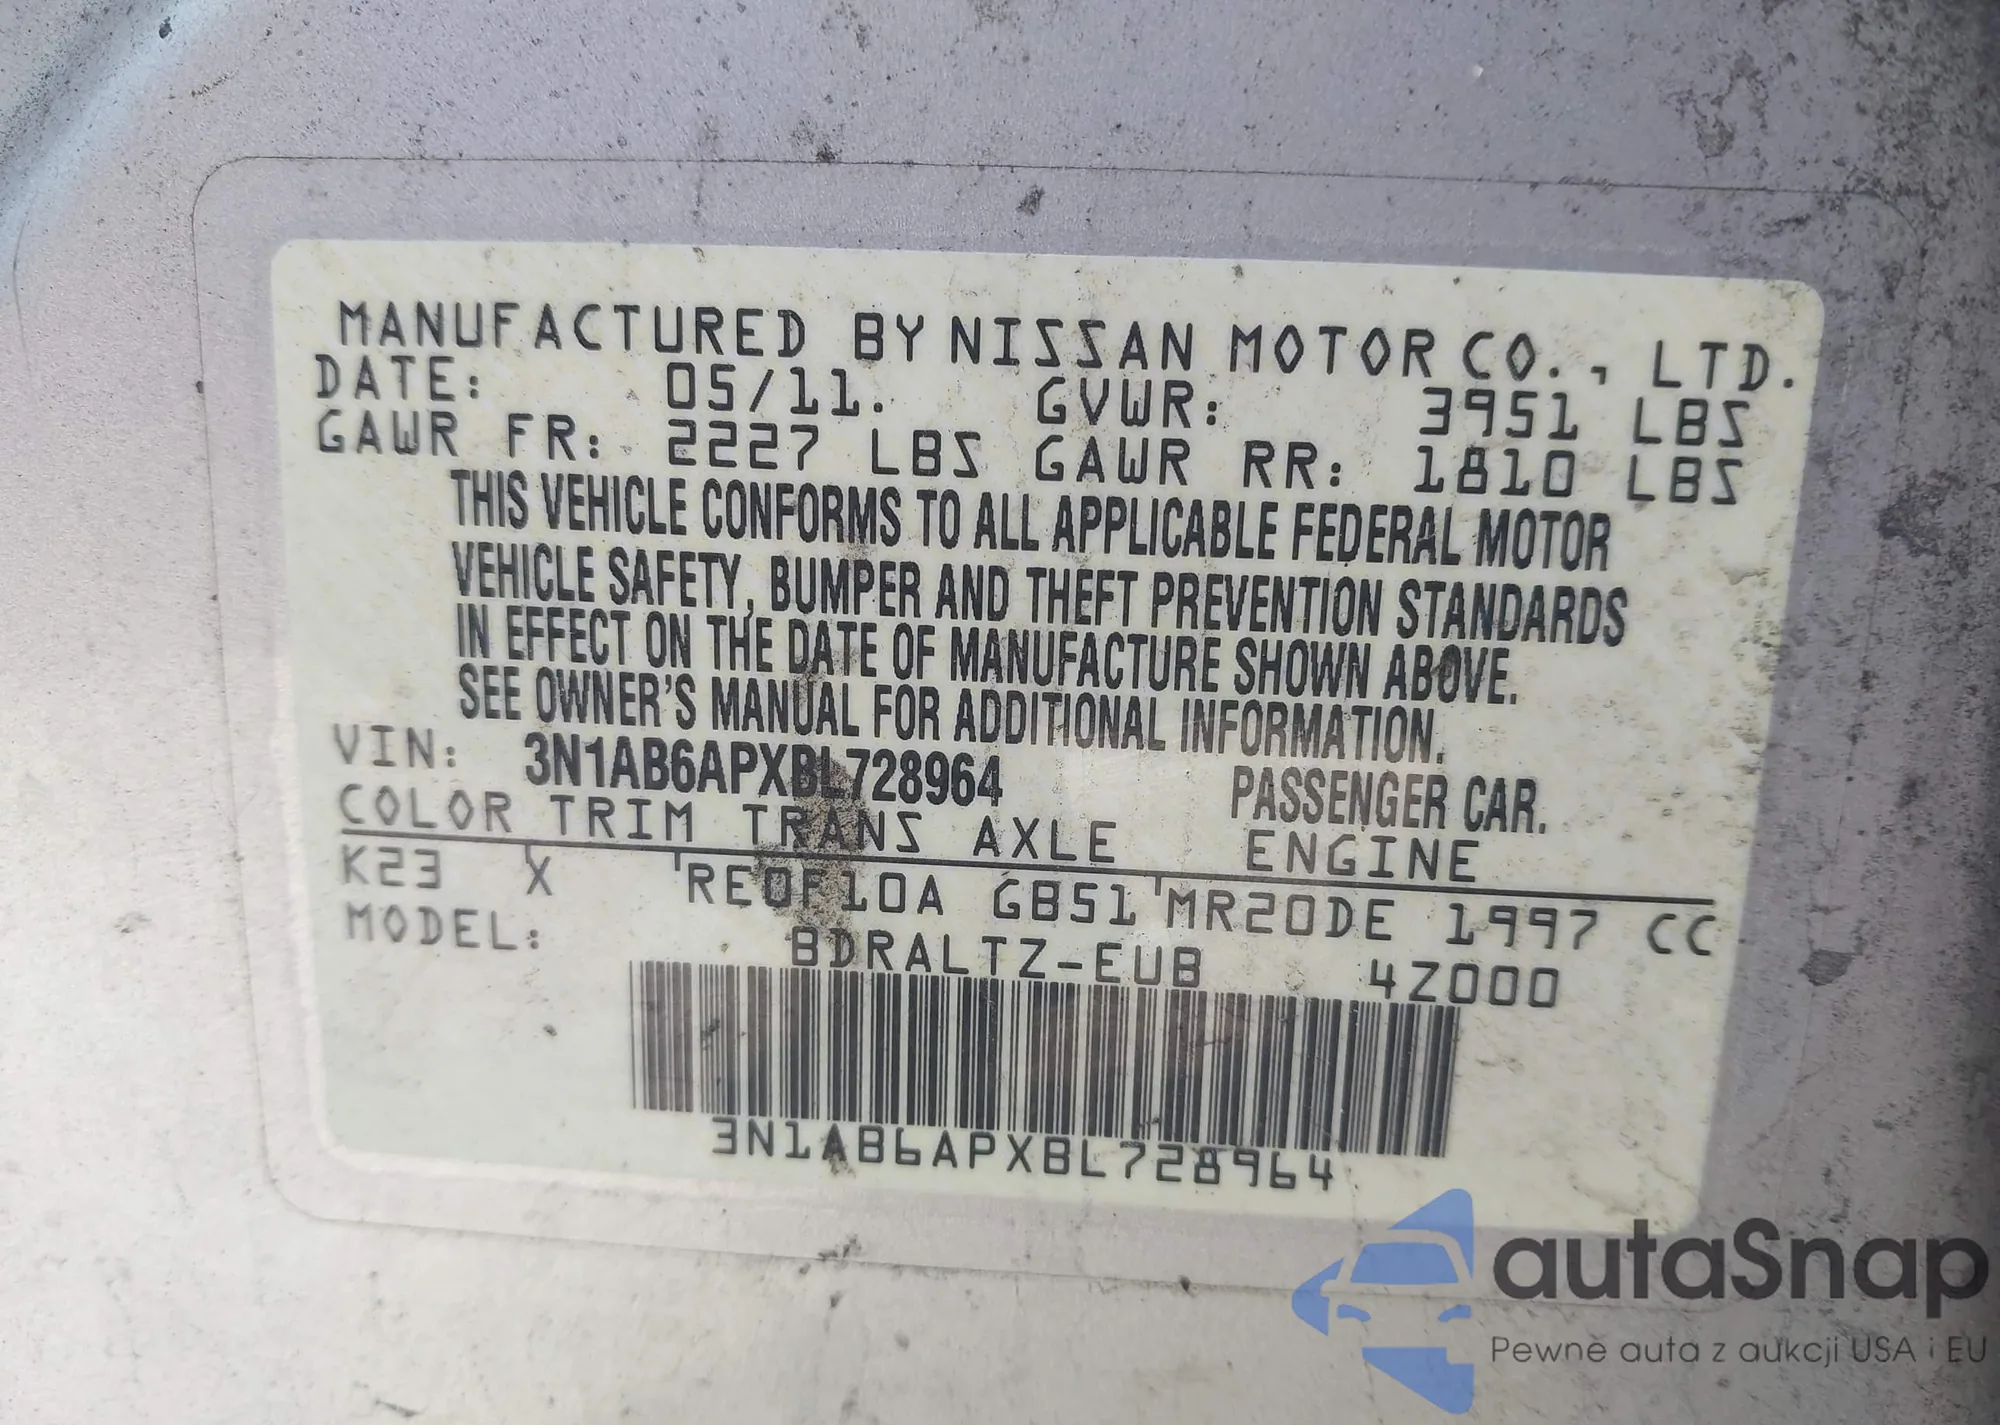 MANUFACTURED BY NISSAN MOTOR CO., LTD.
DATE: 05/11. GVWR: 3951 LBS
GAWR FR: 2227 LBS GAWR RR: 1810 LBS
THIS VEHICLE CONFORMS TO ALL APPLICABLE FEDERAL MOTOR
VEHICLE SAFETY, BUMPER AND THEFT PREVENTION STANDARDS
IN EFFECT ON THE DATE OF MANUFACTURE SHOWN ABOVE.
SEE OWNER'S MANUAL FOR ADDITIONAL INFORMATION.
VIN: 3N1AB6APXBL728964 PASSENGER CAR.
COLOR TRIM TRANS AXLE ENGINE
K23 X RE0F10A GB51 MR20DE 1997 CC
MODEL: BDRALTZ-EUB 4Z000
3N1AB6APXBL728964
autaSnap
Pewne auta z aukcji USA i EU